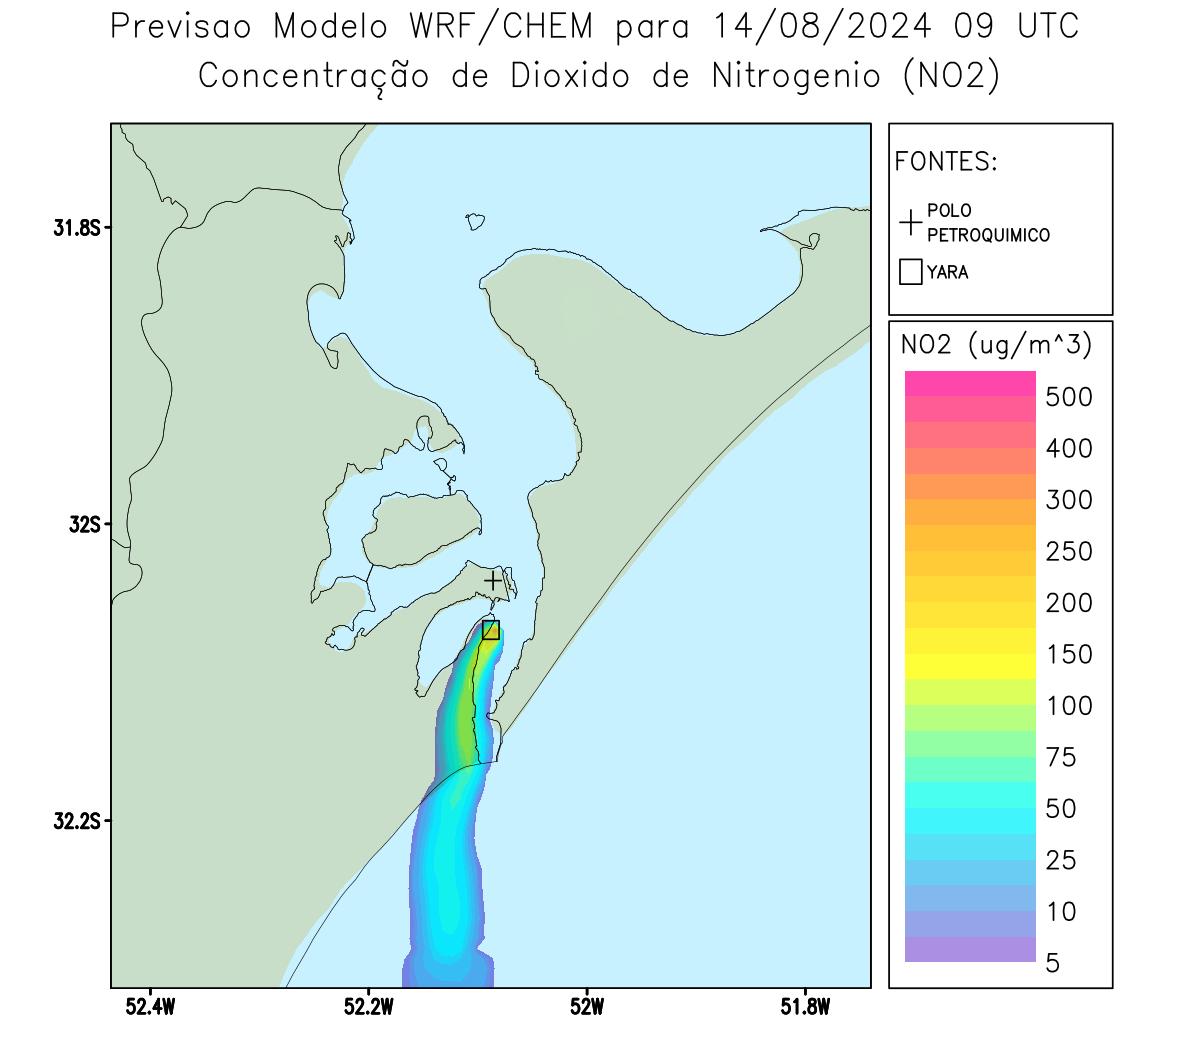 Previsao Modelo WRF/CHEM para 14/08/2024 09 UTC
Concentração de Dioxido de Nitrogenio (NO2)
FONTES:
POLO
PETROQUIMICO
YARA
NO2 (ug/m^3)
500
400
300
250
200
150
100
75
50
25
10
5
31.8S
32S
32.2S
52.4W
52.2W
52W
51.8W